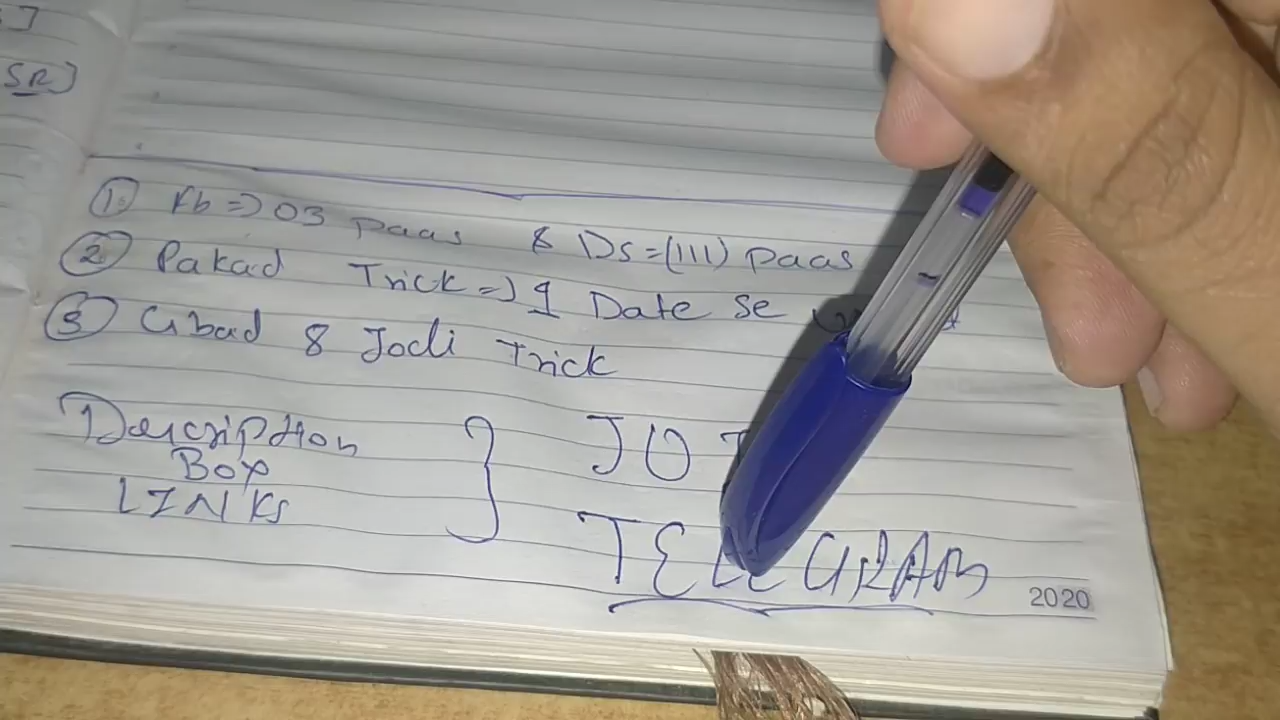 SR]
① Fb => 03 paas & Ds = (111) paas
② Pakad Trick => 1 Date Se
③ Gbad & Jodi Trick
Description
Box
LINKS
JO
TELEGRAM
2020